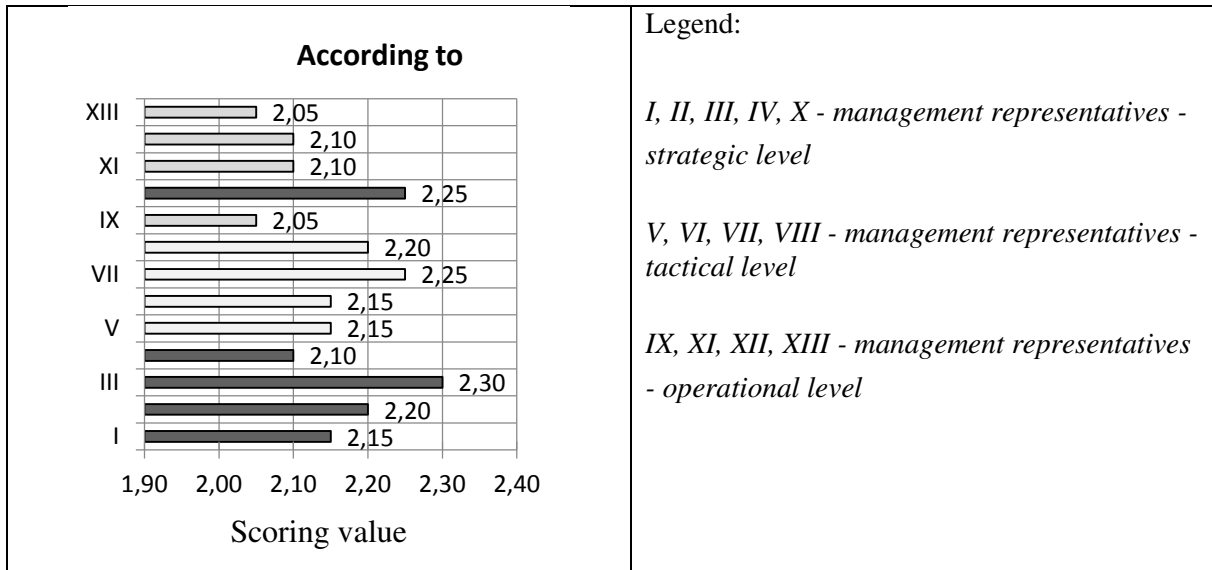 According to
XIII
2,05
2,10
XI
2,10
2,25
IX
2,05
2,20
VII
2,25
2,15
V
2,15
2,10
III
2,30
2,20
I
2,15
1,90 2,00 2,10 2,20 2,30 2,40
Scoring value
Legend:
I, II, III, IV, X - management representatives -
strategic level
V, VI, VII, VIII - management representatives -
tactical level
IX, XI, XII, XIII - management representatives
- operational level